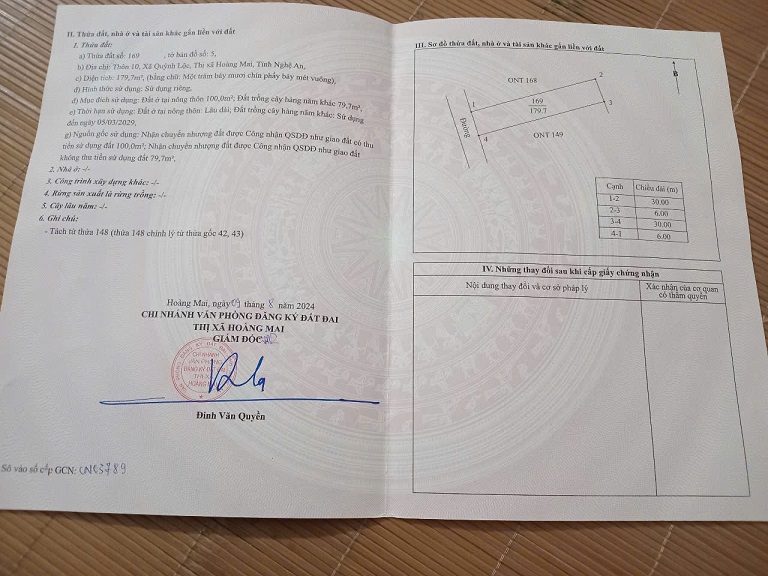 II. Thửa đất, nhà ở và tài sản khác gắn liền với đất
1. Thửa đất:
a) Thửa đất số: 169 , tờ bản đồ số: 5,
b) Địa chỉ: Thôn 10, Xã Quỳnh Lộc, Thị xã Hoàng Mai, Tỉnh Nghệ An,
c) Diện tích: 179,7m², (bằng chữ: Một trăm bảy mươi chín phẩy bảy mét vuông),
d) Hình thức sử dụng: Sử dụng riêng,
đ) Mục đích sử dụng: Đất ở tại nông thôn 100,0m²; Đất trồng cây hàng năm khác 79,7m²,
e) Thời hạn sử dụng: Đất ở tại nông thôn: Lâu dài; Đất trồng cây hàng năm khác: Sử dụng
đến ngày 05/03/2029,
g) Nguồn gốc sử dụng: Nhận chuyển nhượng đất được Công nhận QSDĐ như giao đất có thu
tiền sử dụng đất 100,0m²; Nhận chuyển nhượng đất được Công nhận QSDĐ như giao đất
không thu tiền sử dụng đất 79,7m².
2. Nhà ở: -/-
3. Công trình xây dựng khác: -/-
4. Rừng sản xuất là rừng trồng: -/-
5. Cây lâu năm: -/-
6. Ghi chú:
- Tách từ thửa 148 (thửa 148 chỉnh lý từ thửa gốc 42, 43)
Hoàng Mai, ngày 09 tháng 8 năm 2024
CHI NHÁNH VĂN PHÒNG ĐĂNG KÝ ĐẤT ĐAI
THỊ XÃ HOÀNG MAI
GIÁM ĐỐC
CHI NHÁNH
VĂN PHÒNG
ĐĂNG KÝ ĐẤT ĐAI
THỊ XÃ
HOÀNG MAI
Đinh Văn Quyền
Số vào sổ cấp GCN: CN03789
III. Sơ đồ thửa đất, nhà ở và tài sản khác gắn liền với đất
B
ONT 168
2
1
169
179.7
3
Đường
4
ONT 149
Cạnh Chiều dài (m)
1-2 30.00
2-3 6.00
3-4 30.00
4-1 6.00
IV. Những thay đổi sau khi cấp giấy chứng nhận
Nội dung thay đổi và cơ sở pháp lý
Xác nhận của cơ quan
có thẩm quyền